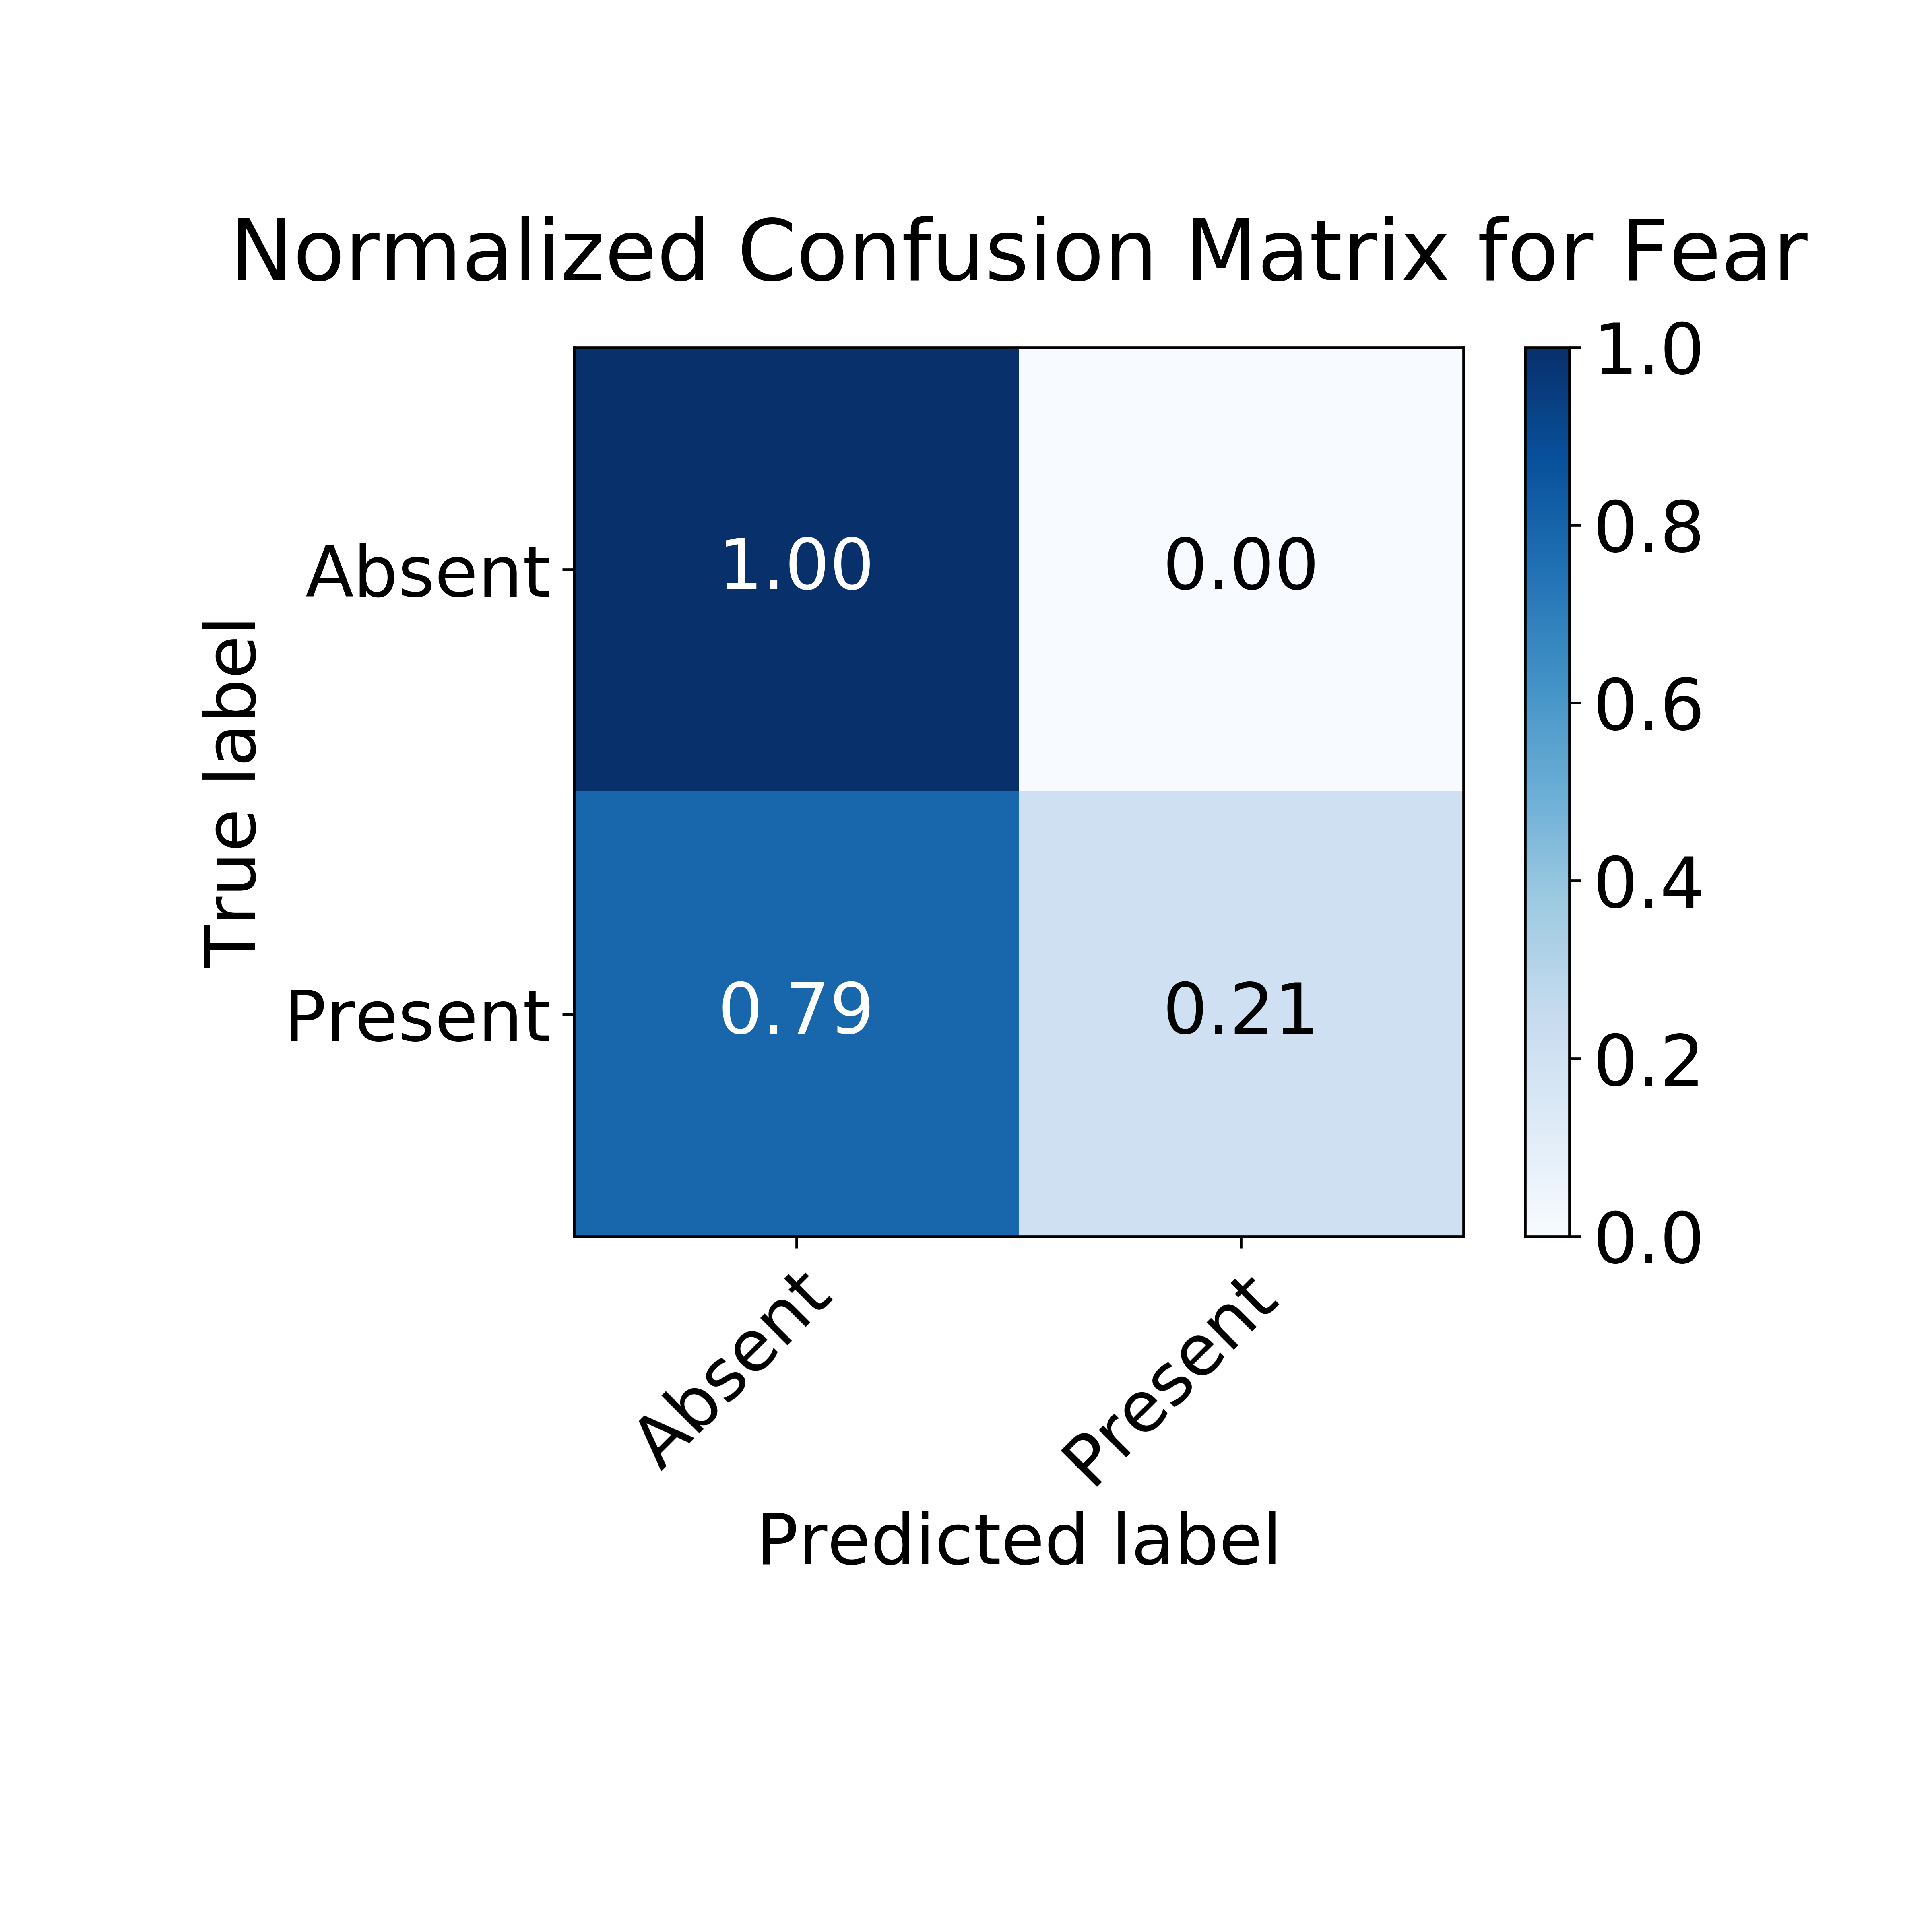 Normalized Confusion Matrix for Fear
1.0
0.8
0.6
0.4
0.2
0.0
True label
Absent
1.00
0.00
Present
0.79
0.21
Absent
Present
Predicted label